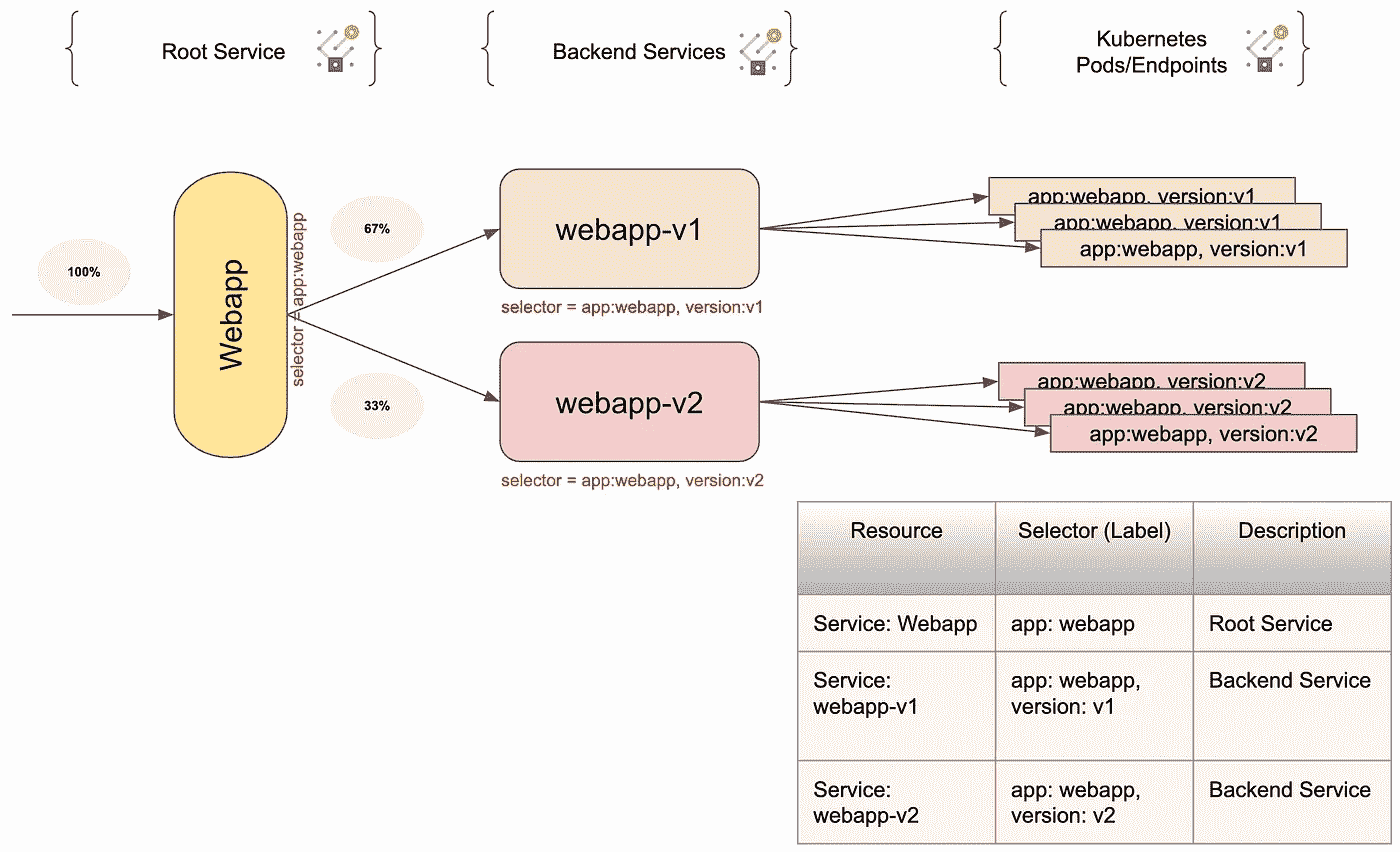 Root Service
Backend Services
Kubernetes
Pods/Endpoints
100%
Webapp
selector = app:webapp
67%
33%
webapp-v1
selector = app:webapp, version:v1
webapp-v2
selector = app:webapp, version:v2
app:webapp, version:v1
app:webapp, version:v1
app:webapp, version:v1
app:webapp, version:v2
app:webapp, version:v2
app:webapp, version:v2
Resource
Selector (Label)
Description
Service: Webapp
app: webapp
Root Service
Service:
webapp-v1
app: webapp,
version: v1
Backend Service
Service:
webapp-v2
app: webapp,
version: v2
Backend Service